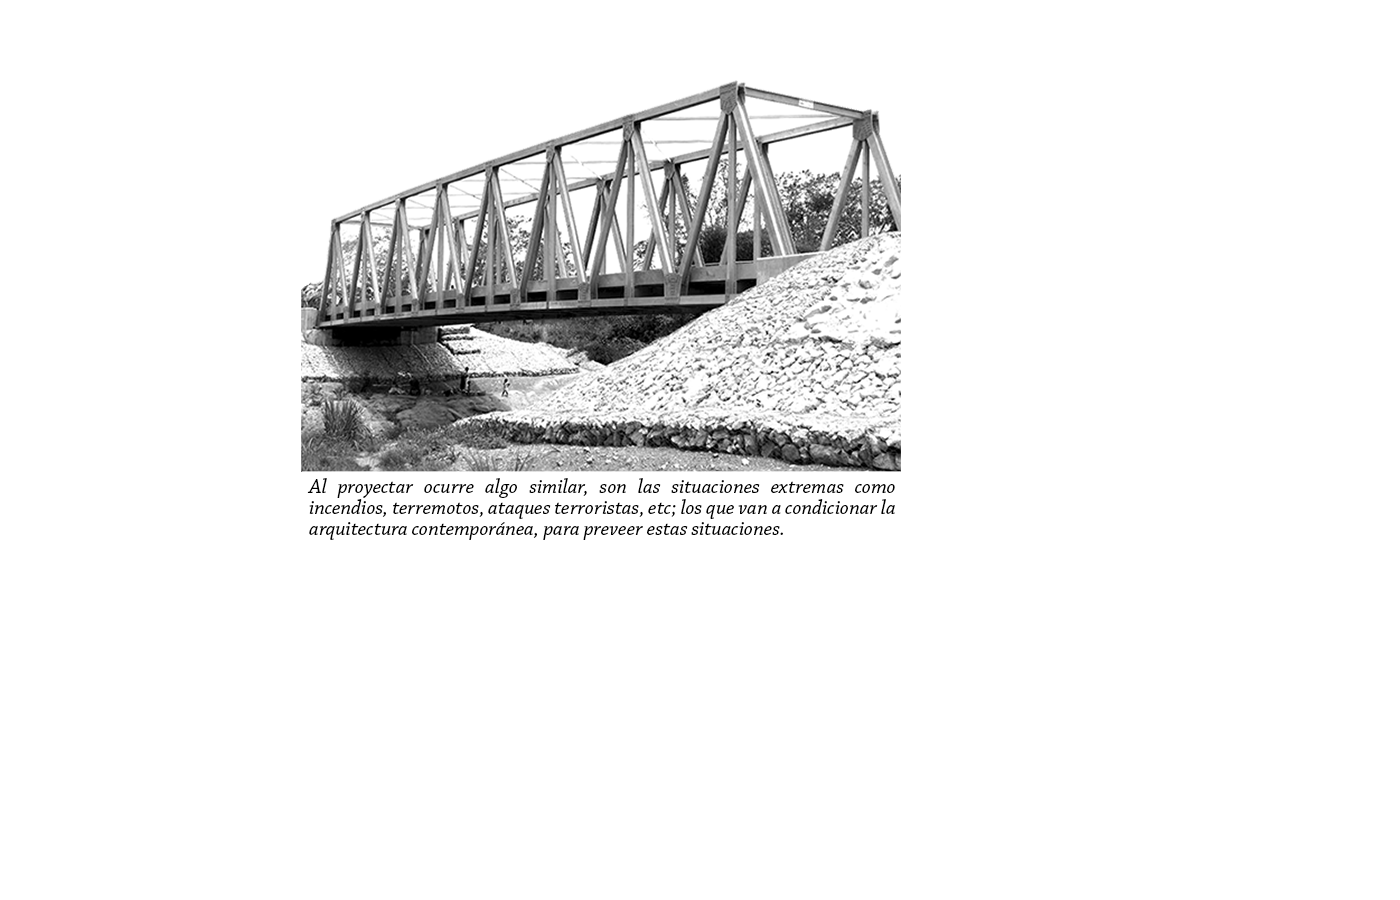 Al proyectar ocurre algo similar, son las situaciones extremas como
incendios, terremotos, ataques terroristas, etc; los que van a condicionar la
arquitectura contemporánea, para preveer estas situaciones.